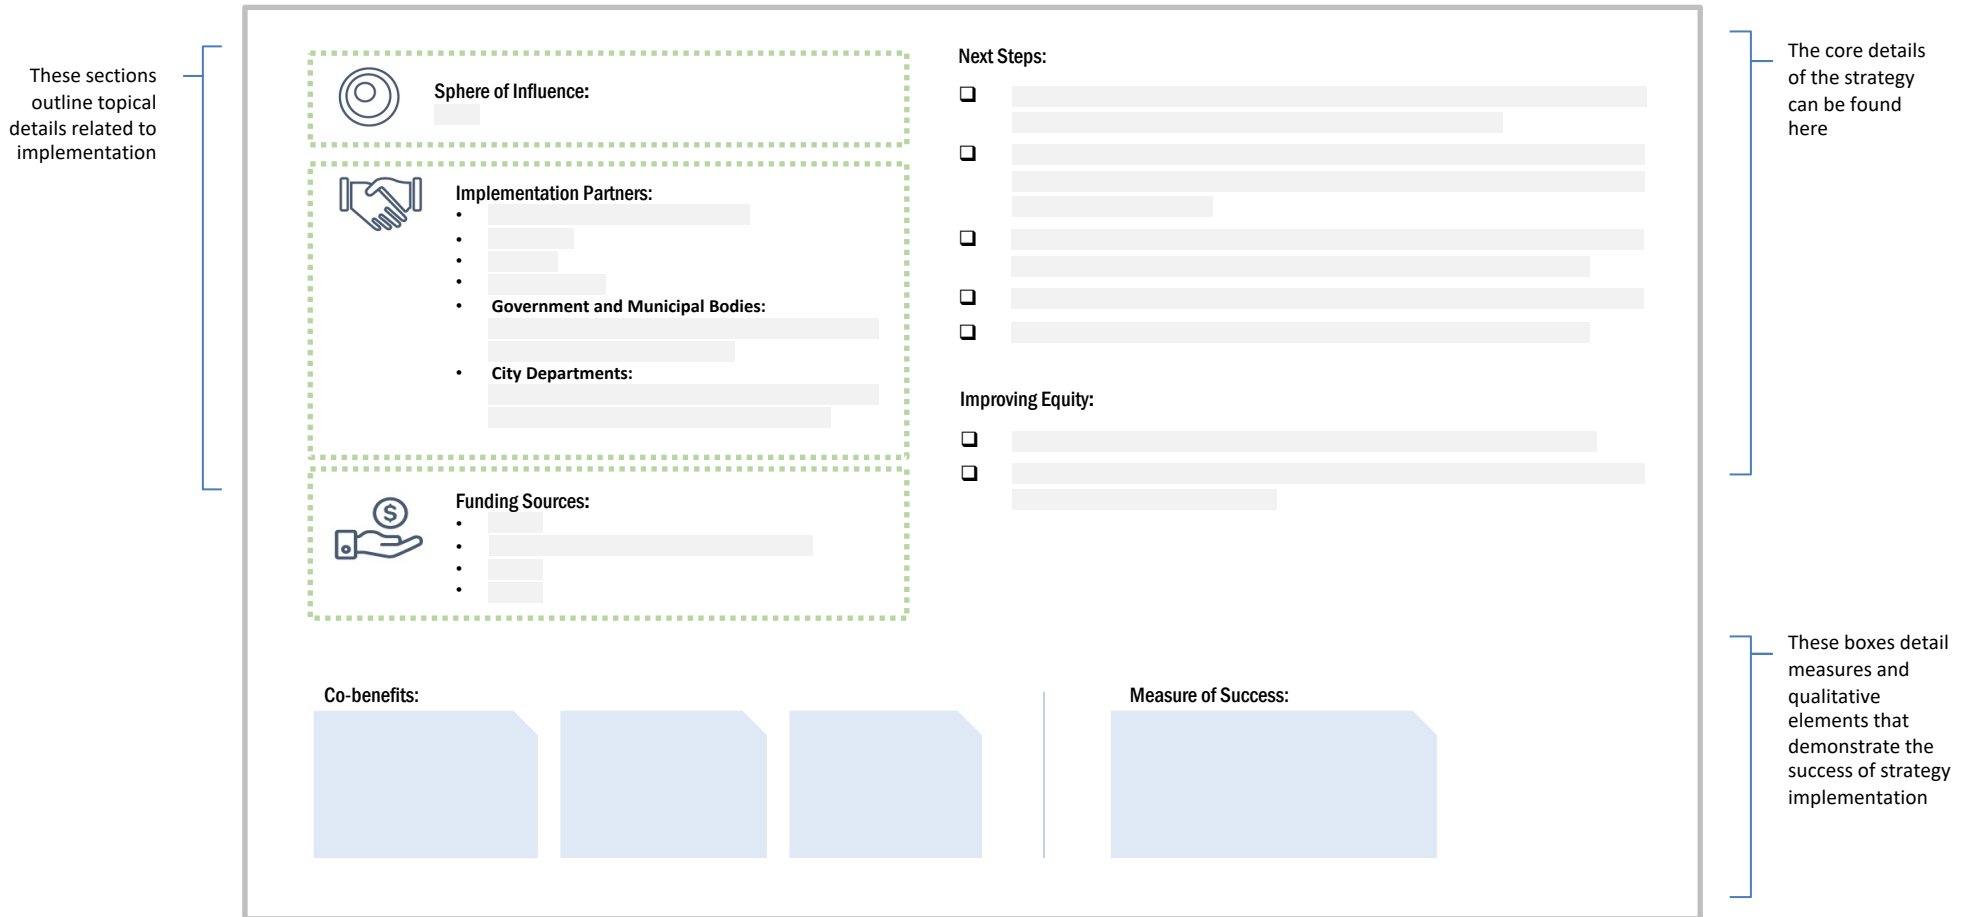 These sections
outline topical
details related to
implementation
Sphere of Influence:
Implementation Partners:
•
•
•
•
• Government and Municipal Bodies:
• City Departments:
Funding Sources:
•
•
•
•
Next Steps:
❑
❑
❑
❑
❑
Improving Equity:
❑
❑
The core details
of the strategy
can be found
here
Co-benefits:
Measure of Success:
These boxes detail
measures and
qualitative
elements that
demonstrate the
success of strategy
implementation